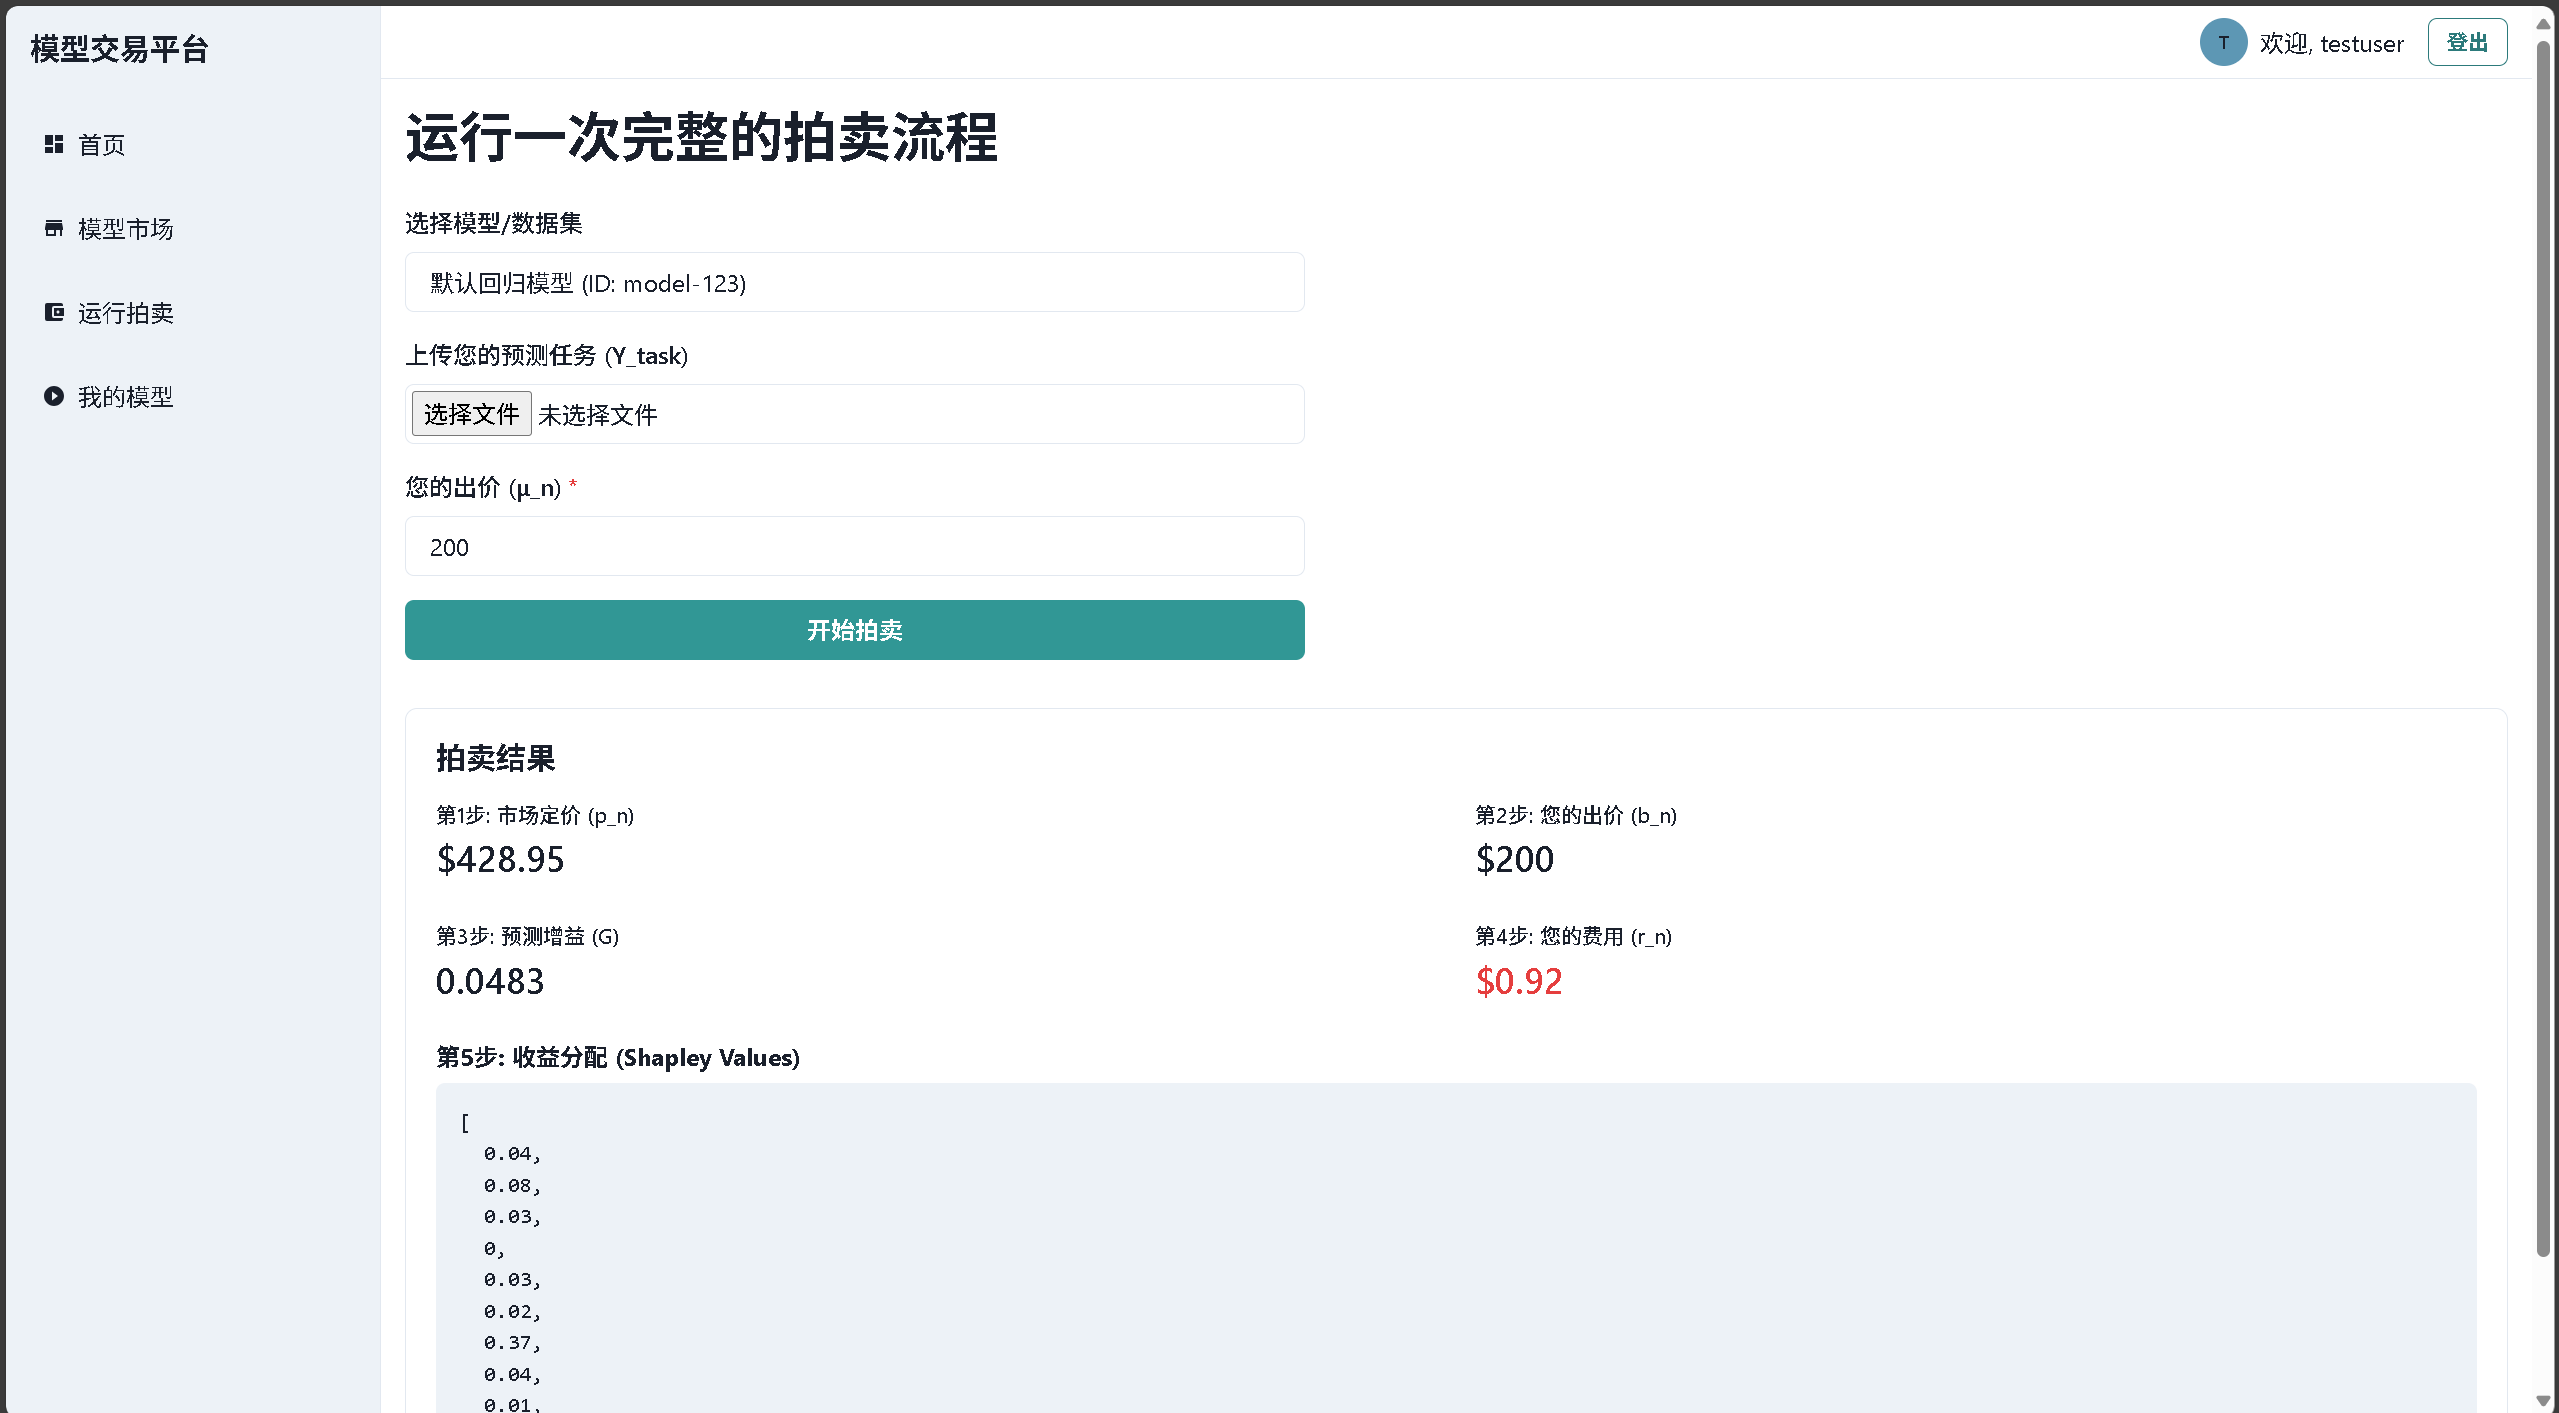 模型交易平台
首页
模型市场
运行拍卖
我的模型
T 欢迎, testuser 登出
运行一次完整的拍卖流程
选择模型/数据集
默认回归模型 (ID: model-123)
上传您的预测任务 (Y_task)
选择文件 未选择文件
您的出价 (μ_n) *
200
开始拍卖
拍卖结果
第1步: 市场定价 (p_n)
$428.95
第2步: 您的出价 (b_n)
$200
第3步: 预测增益 (G)
0.0483
第4步: 您的费用 (r_n)
$0.92
第5步: 收益分配 (Shapley Values)
[
0.04,
0.08,
0.03,
0,
0.03,
0.02,
0.37,
0.04,
0.01,